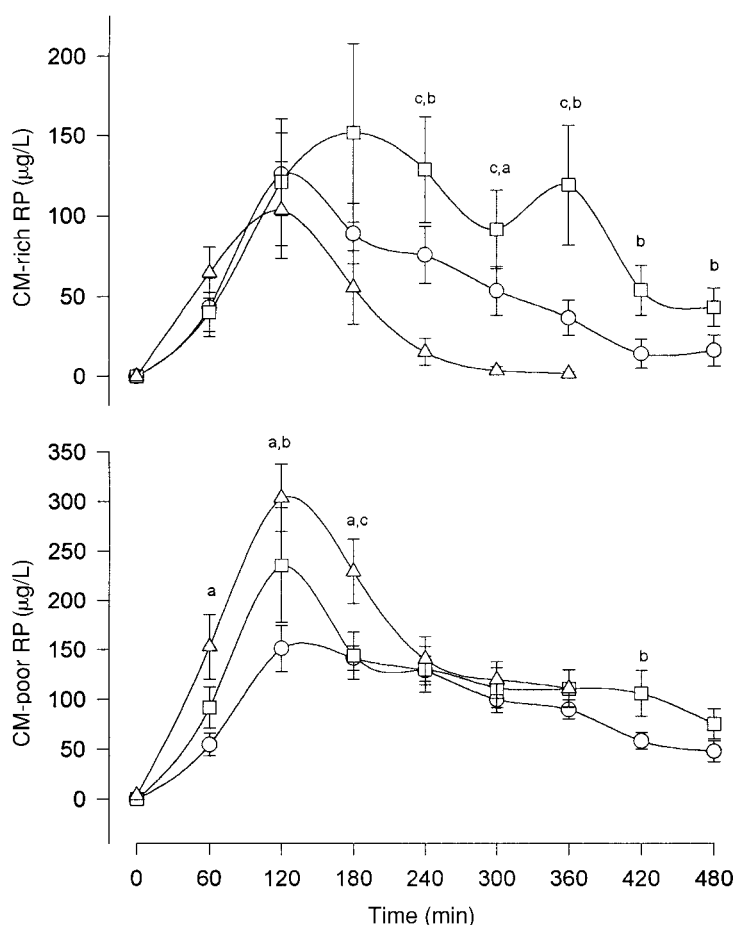 200
150
100
50
0
CM-rich RP (µg/L)
c,b
c,a
c,b
b
b
350
300
250
200
150
100
50
0
CM-poor RP (µg/L)
a
a,b
a,c
b
0 60 120 180 240 300 360 420 480
Time (min)